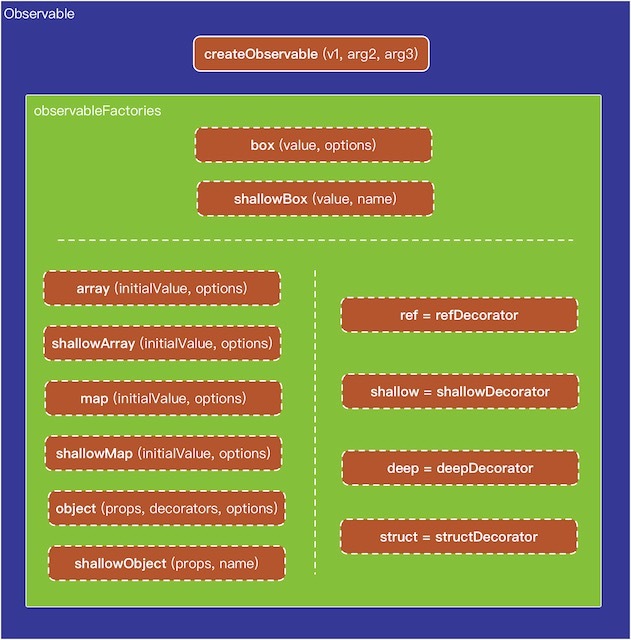 Observable
createObservable (v1, arg2, arg3)
observableFactories
box (value, options)
shallowBox (value, name)
array (initialValue, options)
shallowArray (initialValue, options)
map (initialValue, options)
shallowMap (initialValue, options)
object (props, decorators, options)
shallowObject (props, name)
ref = refDecorator
shallow = shallowDecorator
deep = deepDecorator
struct = structDecorator